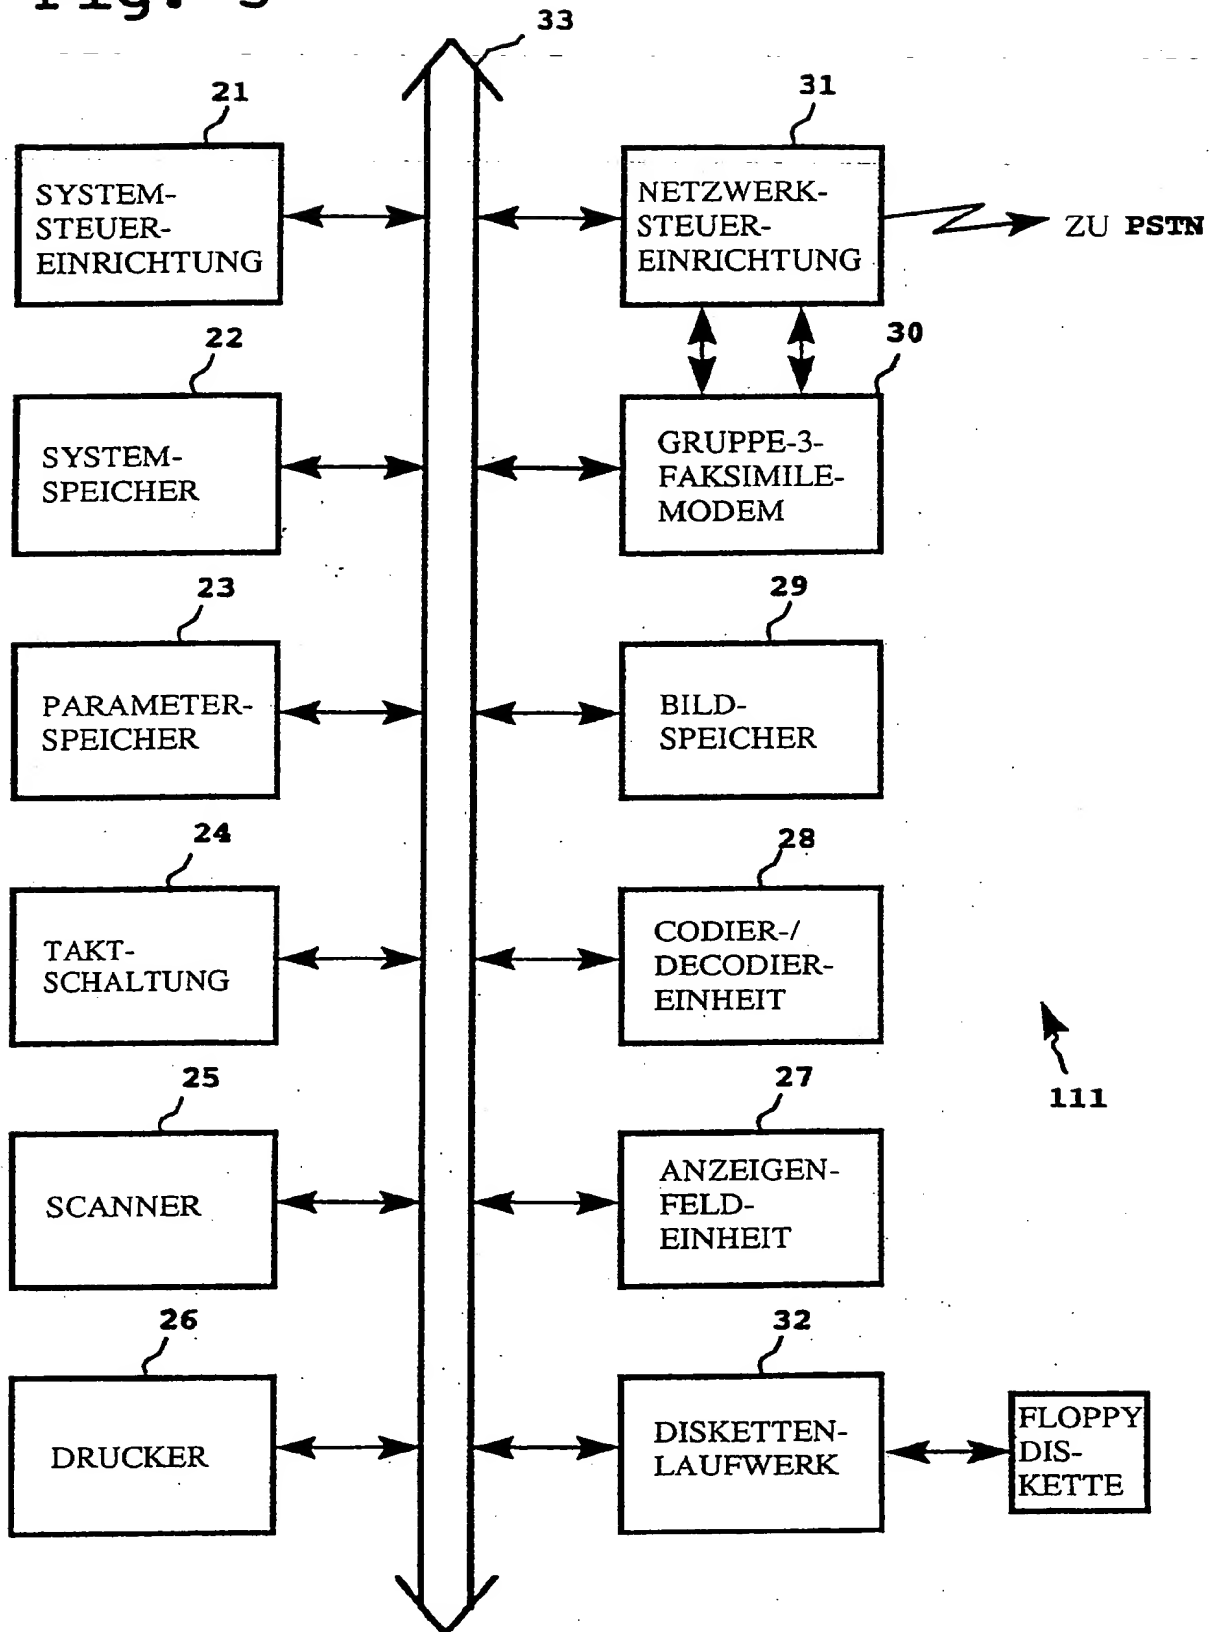 33
21
31
SYSTEM-
STEUER-
EINRICHTUNG
NETZWERK-
STEUER-
EINRICHTUNG
ZU PSTN
22
30
SYSTEM-
SPEICHER
GRUPPE-3-
FAKSIMILE-
MODEM
23
29
PARAMETER-
SPEICHER
BILD-
SPEICHER
24
28
TAKT-
SCHALTUNG
CODIER-/
DECODIER-
EINHEIT
111
25
27
SCANNER
ANZEIGEN-
FELD-
EINHEIT
26
32
DRUCKER
DISKETTEN-
LAUFWERK
FLOPPY
DIS-
KETTE